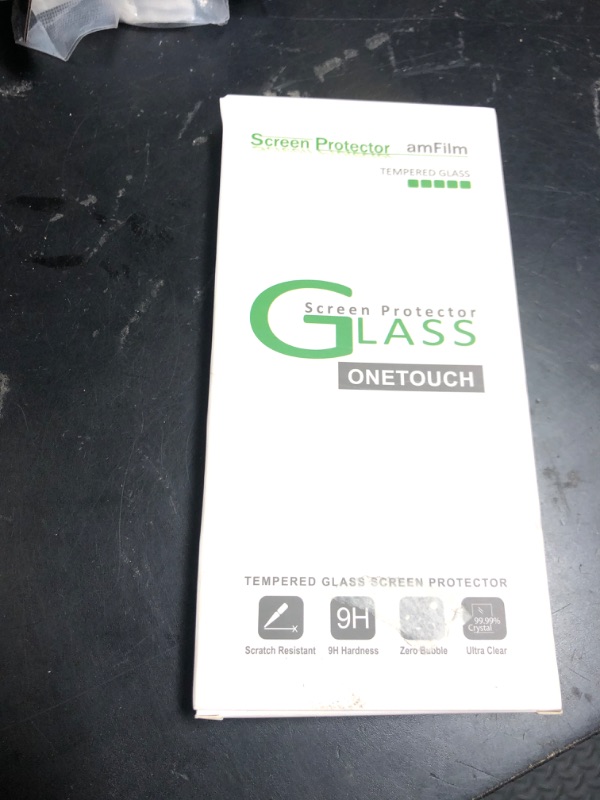 Screen Protector amFilm
TEMPERED GLASS
Screen Protector
GLASS
ONETOUCH
TEMPERED GLASS SCREEN PROTECTOR
9H
99.99%
Crystal
K
Scratch Resistant 9H Hardness Zero Bubble Ultra Clear